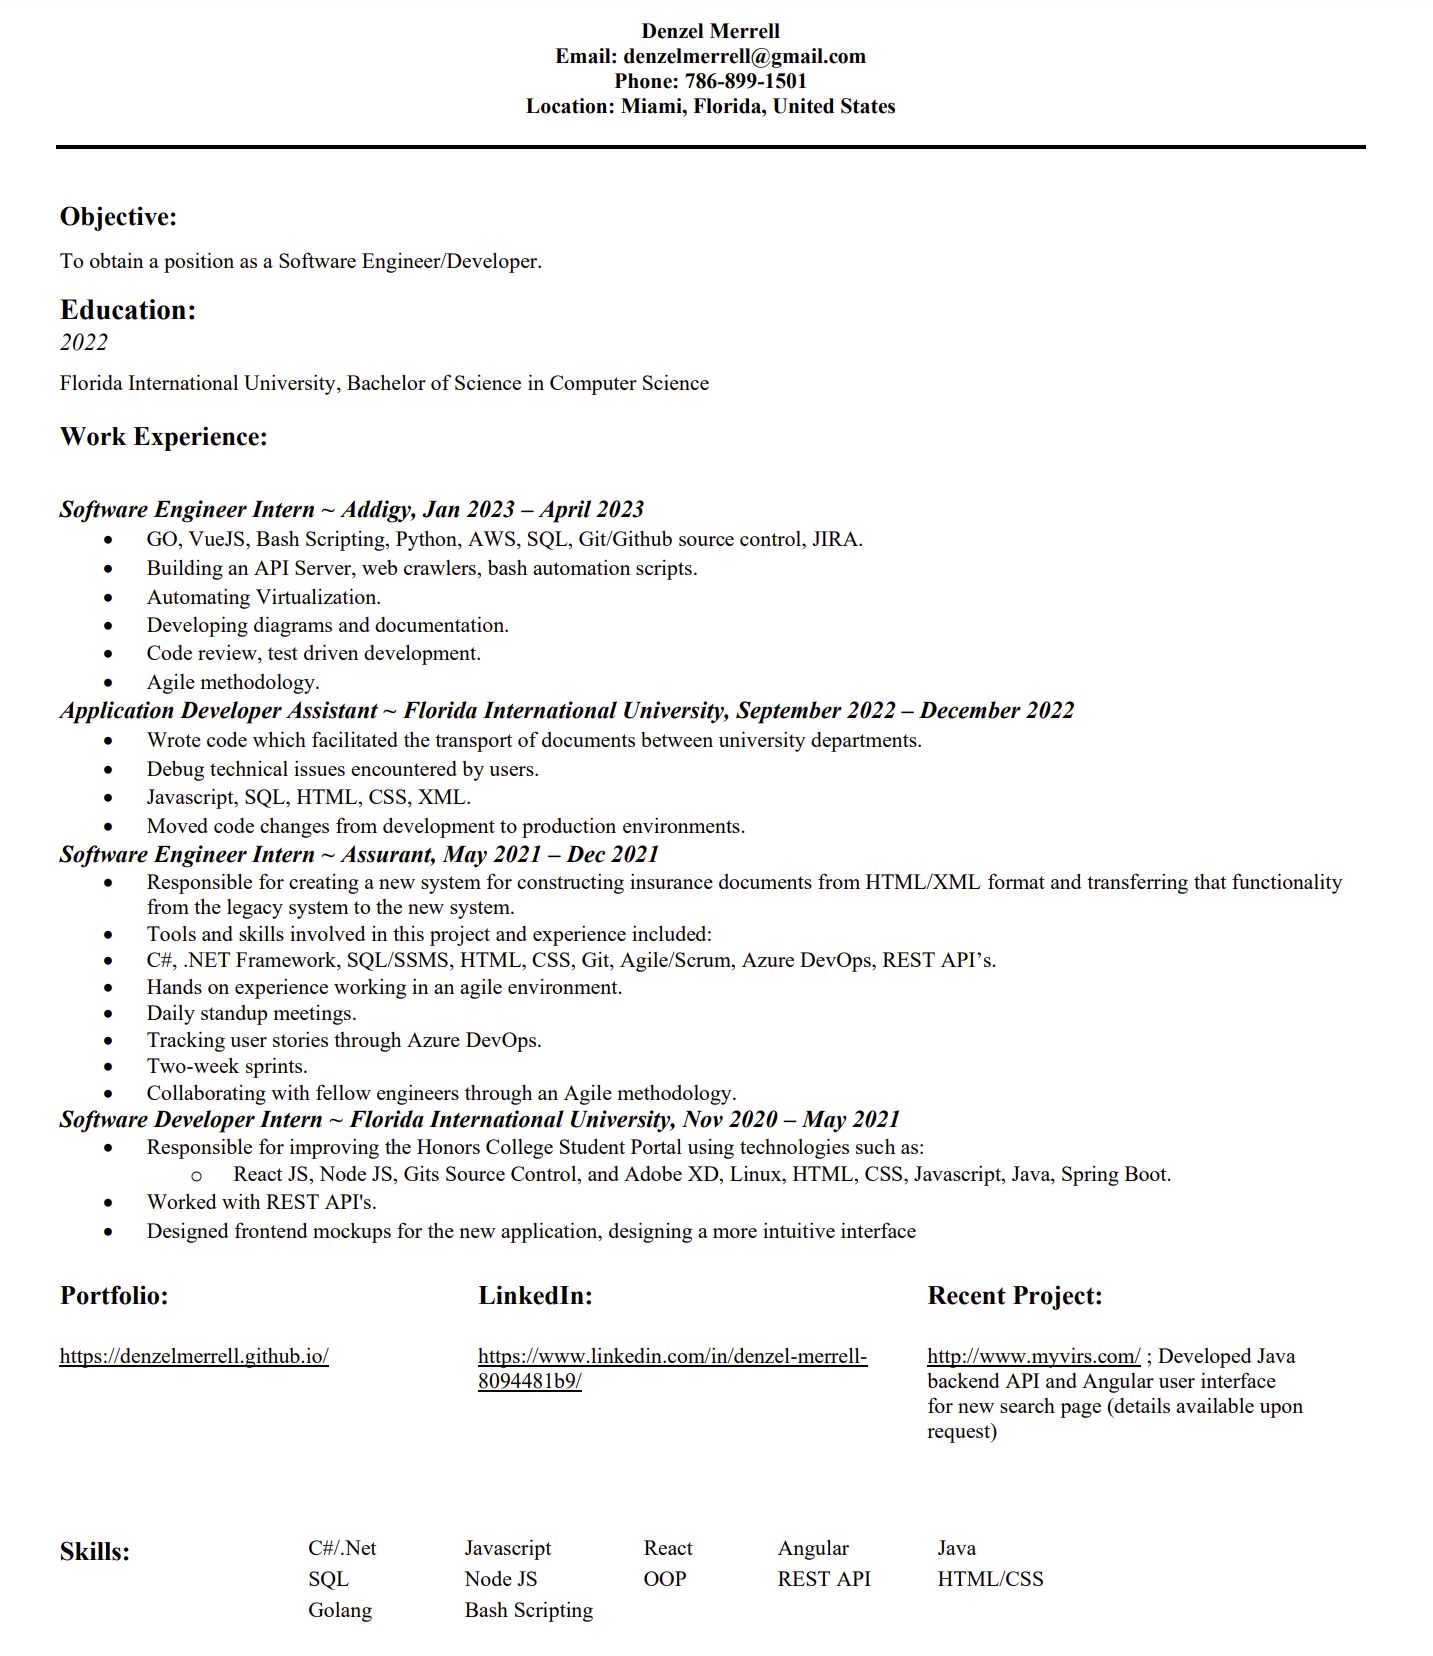 Denzel Merrell
Email: denzelmerrell@gmail.com
Phone: 786-899-1501
Location: Miami, Florida, United States
Objective:
To obtain a position as a Software Engineer/Developer.
Education:
2022
Florida International University, Bachelor of Science in Computer Science
Work Experience:
Software Engineer Intern ~ Addigy, Jan 2023 – April 2023
• GO, VueJS, Bash Scripting, Python, AWS, SQL, Git/Github source control, JIRA.
• Building an API Server, web crawlers, bash automation scripts.
• Automating Virtualization.
• Developing diagrams and documentation.
• Code review, test driven development.
• Agile methodology.
Application Developer Assistant ~ Florida International University, September 2022 – December 2022
• Wrote code which facilitated the transport of documents between university departments.
• Debug technical issues encountered by users.
• Javascript, SQL, HTML, CSS, XML.
• Moved code changes from development to production environments.
Software Engineer Intern ~ Assurant, May 2021 – Dec 2021
• Responsible for creating a new system for constructing insurance documents from HTML/XML format and transferring that functionality
from the legacy system to the new system.
• Tools and skills involved in this project and experience included:
• C#, .NET Framework, SQL/SSMS, HTML, CSS, Git, Agile/Scrum, Azure DevOps, REST API’s.
• Hands on experience working in an agile environment.
• Daily standup meetings.
• Tracking user stories through Azure DevOps.
• Two-week sprints.
• Collaborating with fellow engineers through an Agile methodology.
Software Developer Intern ~ Florida International University, Nov 2020 – May 2021
• Responsible for improving the Honors College Student Portal using technologies such as:
o React JS, Node JS, Gits Source Control, and Adobe XD, Linux, HTML, CSS, Javascript, Java, Spring Boot.
• Worked with REST API's.
• Designed frontend mockups for the new application, designing a more intuitive interface
Portfolio:
https://denzelmerrell.github.io/
LinkedIn:
https://www.linkedin.com/in/denzel-merrell-
8094481b9/
Recent Project:
http://www.myvirs.com/ ; Developed Java
backend API and Angular user interface
for new search page (details available upon
request)
Skills:
C#/.Net Javascript React Angular Java
SQL Node JS OOP REST API HTML/CSS
Golang Bash Scripting